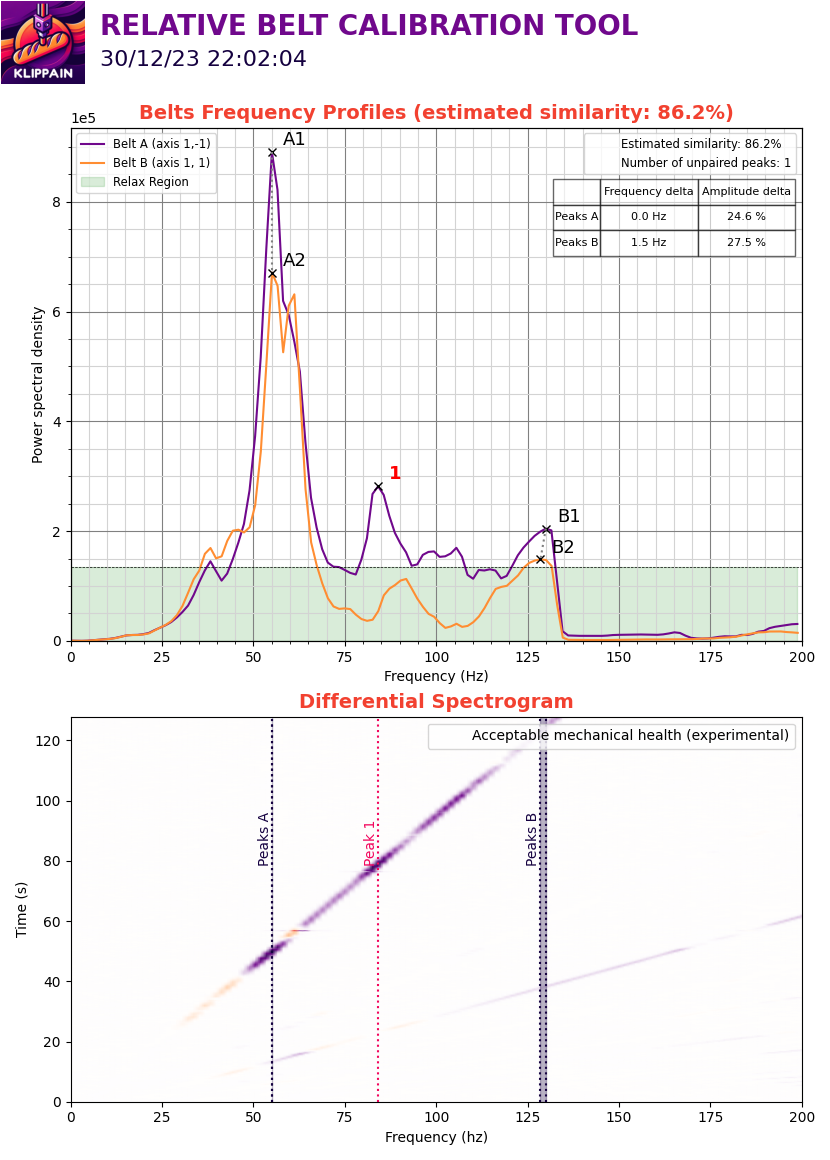 KLIPPAIN
RELATIVE BELT CALIBRATION TOOL
30/12/23 22:02:04
Belts Frequency Profiles (estimated similarity: 86.2%)
1e5
Belt A (axis 1,-1)
Belt B (axis 1, 1)
Relax Region
Estimated similarity: 86.2%
Number of unpaired peaks: 1
Frequency delta Amplitude delta
Peaks A 0.0 Hz 24.6 %
Peaks B 1.5 Hz 27.5 %
A1
A2
1
B1
B2
Power spectral density
8
6
4
2
0
0 25 50 75 100 125 150 175 200
Frequency (Hz)
Differential Spectrogram
Acceptable mechanical health (experimental)
Peaks A
Peak 1
Peaks B
Time (s)
120
100
80
60
40
20
0
0 25 50 75 100 125 150 175 200
Frequency (hz)